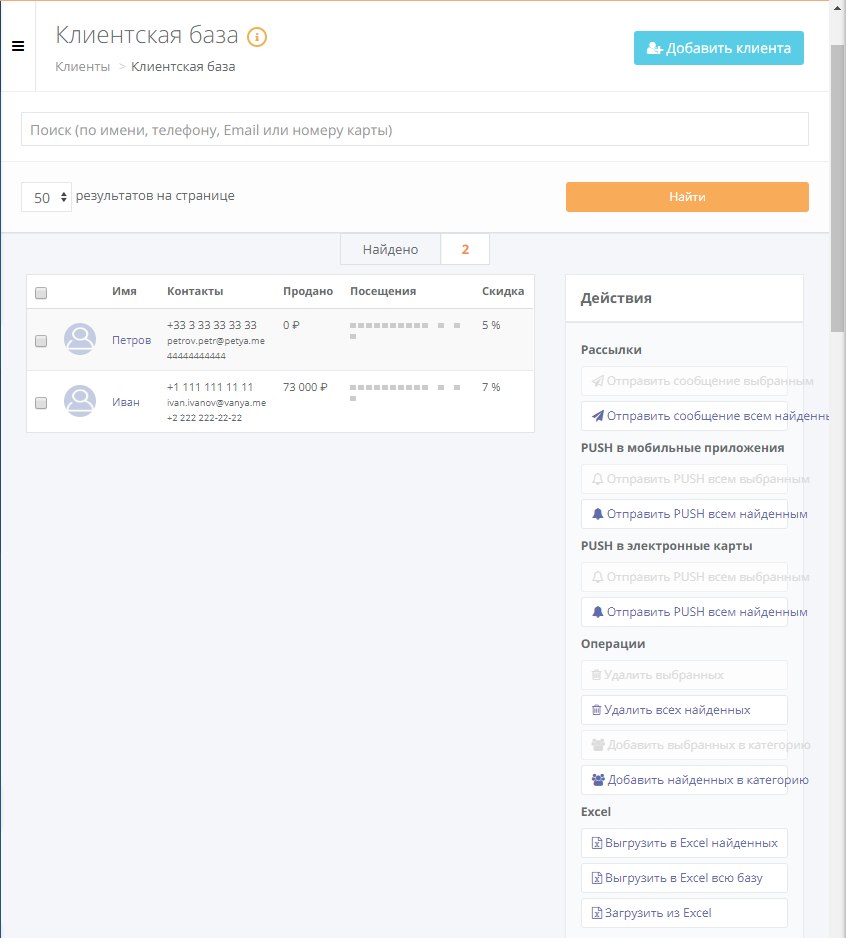 Клиентская база
Клиенты > Клиентская база
Добавить клиента
Поиск (по имени, телефону, Email или номеру карты)
50 результатов на странице
Найти
Найдено 2
Имя Контакты Продано Посещения Скидка
Петров +33 3 33 33 33 33 0 ₽ 5 %
petrov.petr@petya.me
44444444444
Иван +1 111 111 11 11 73 000 ₽ 7 %
ivan.ivanov@vanya.me
+2 222 222-22-22
Действия
Рассылки
Отправить сообщение выбранным
Отправить сообщение всем найденны
PUSH в мобильные приложения
Отправить PUSH всем выбранным
Отправить PUSH всем найденным
PUSH в электронные карты
Отправить PUSH всем выбранным
Отправить PUSH всем найденным
Операции
Удалить выбранных
Удалить всех найденных
Добавить выбранных в категорию
Добавить найденных в категорию
Excel
Выгрузить в Excel найденных
Выгрузить в Excel всю базу
Загрузить из Excel